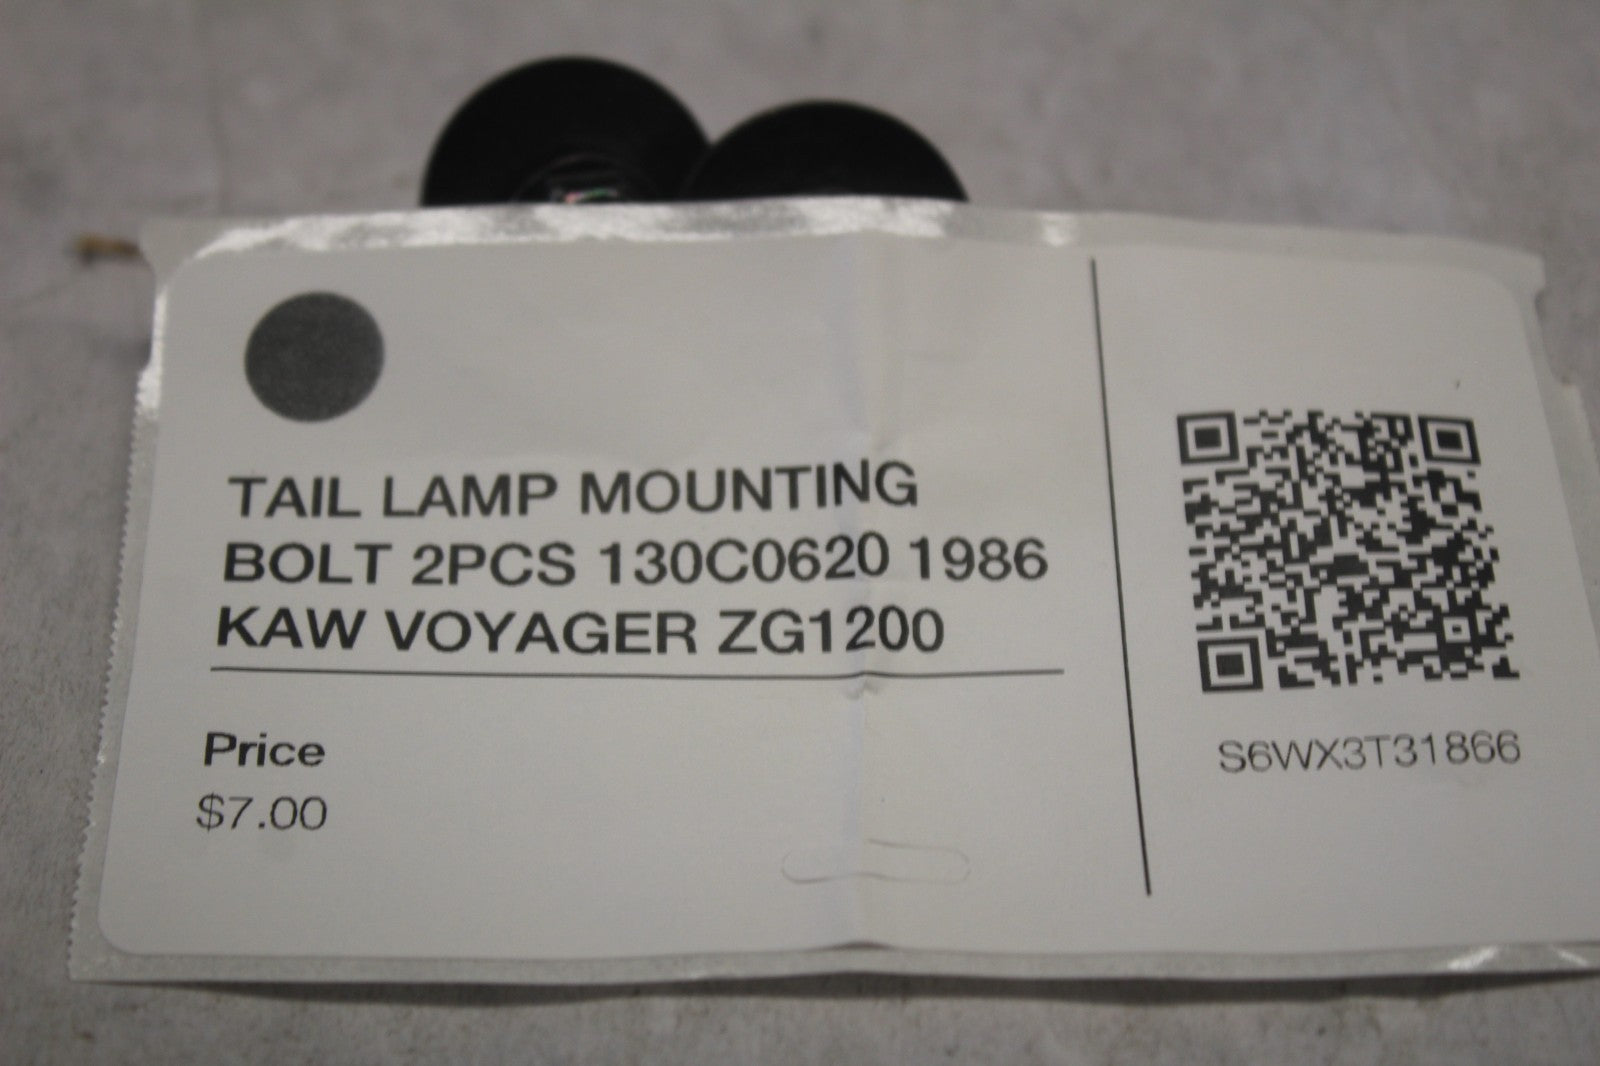 TAIL LAMP MOUNTING
BOLT 2PCS 130C0620 1986
KAW VOYAGER ZG1200
Price
$7.00
S6WX3T31866